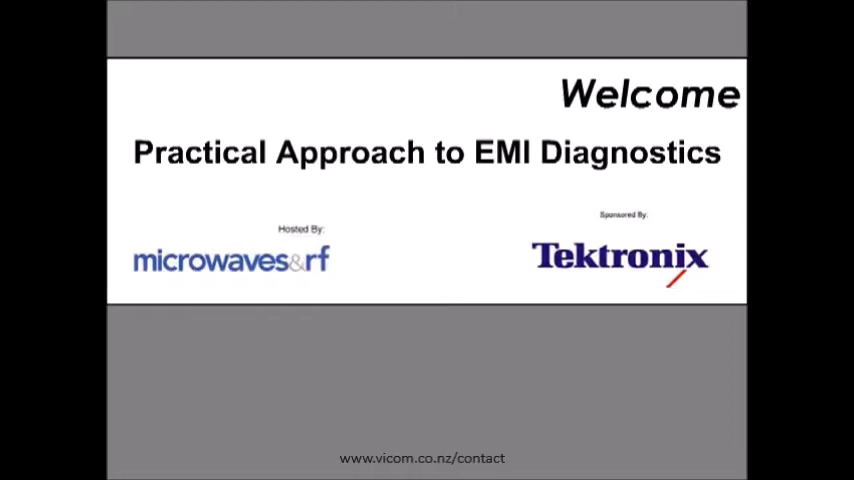 Welcome
Practical Approach to EMI Diagnostics
Hosted By:
microwaves&rf
Sponsored By:
Tektronix
www.vicom.co.nz/contact